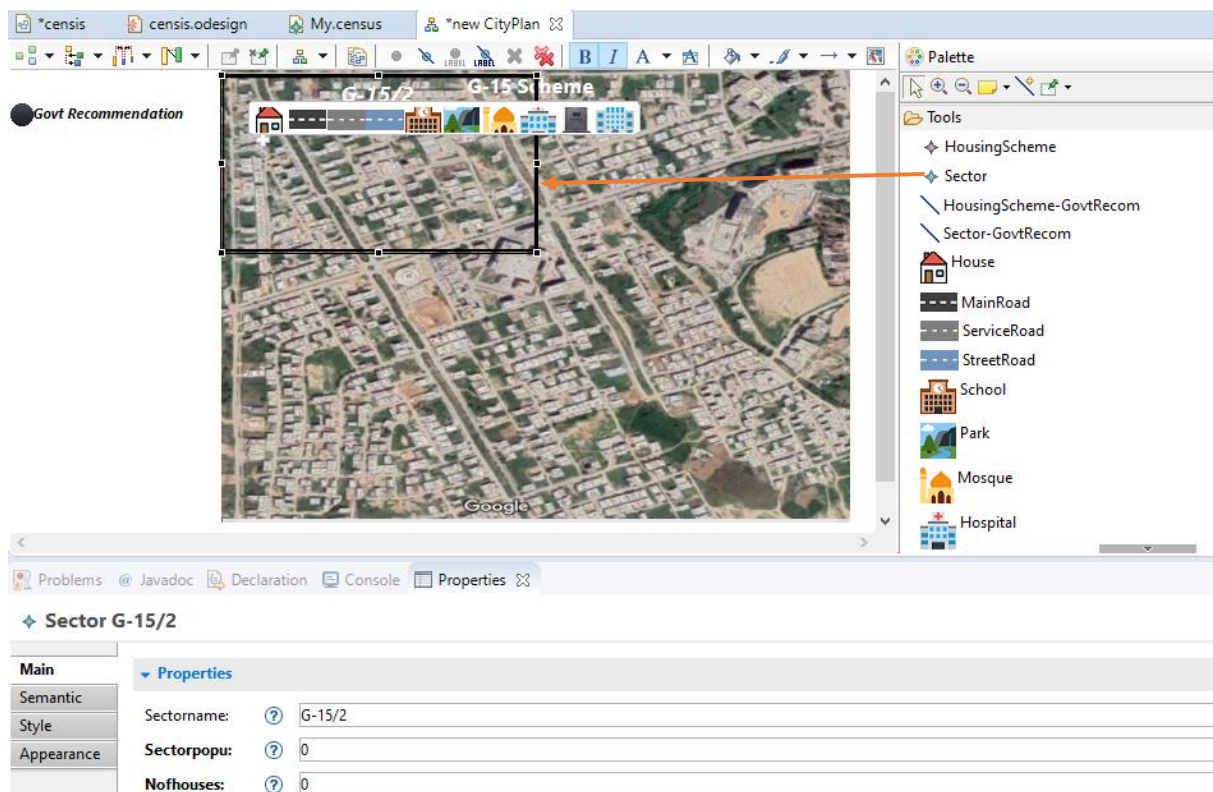 *censis censis.odesign My.census *new CityPlan
LABEL LABEL B I A A
Palette
G-15/2 G-15 Scheme
Govt Recommendation
Google
Tools
HousingScheme
Sector
HousingScheme-GovtRecom
Sector-GovtRecom
House
MainRoad
ServiceRoad
StreetRoad
School
Park
Mosque
Hospital
Problems @ Javadoc Declaration Console Properties
Sector G-15/2
Main
Semantic
Style
Appearance
Properties
Sectorname: G-15/2
Sectorpopu: 0
Nofhouses: 0